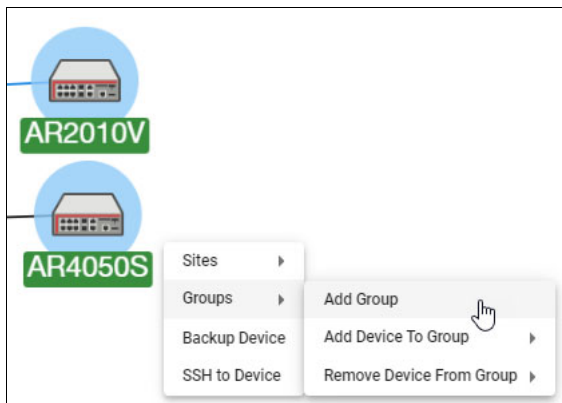 AR2010V
AR4050S
Sites
Groups
Add Group
Backup Device
Add Device To Group
SSH to Device
Remove Device From Group